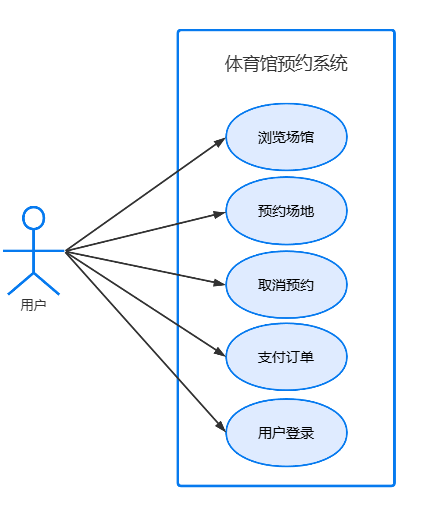 体育馆预约系统
浏览场馆
预约场地
取消预约
支付订单
用户登录
用户